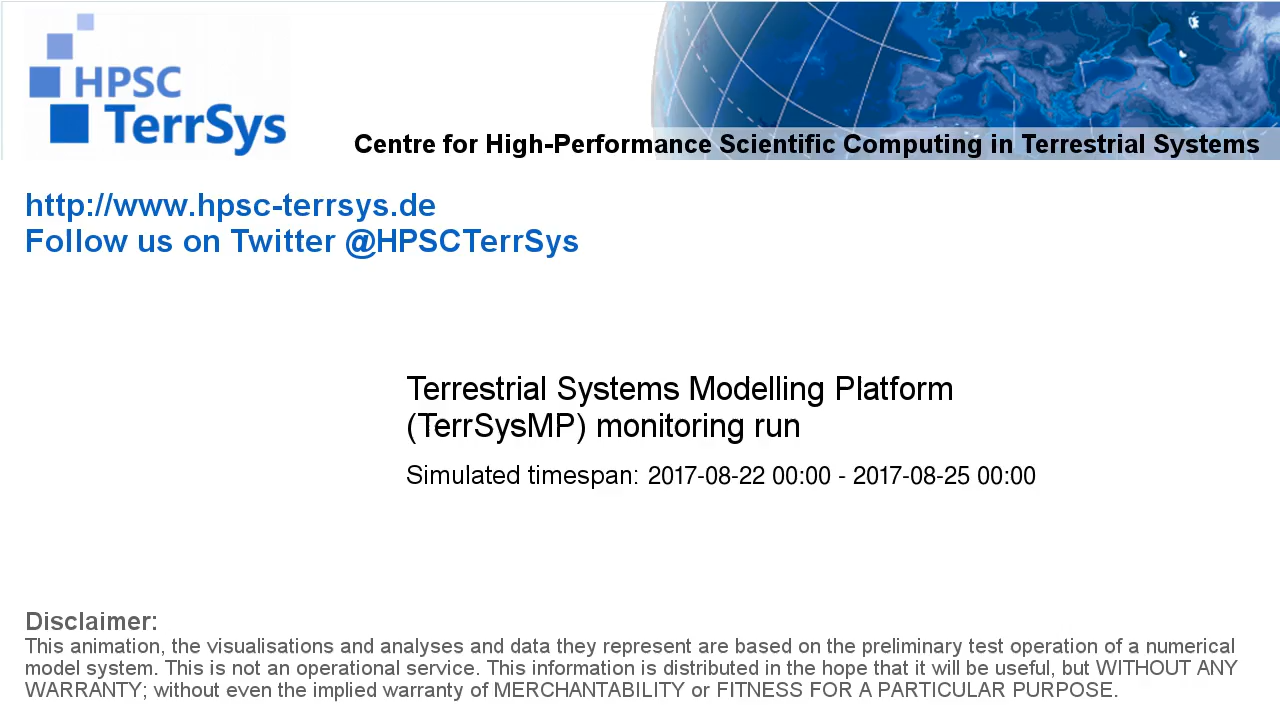 HPSC
TerrSys
Centre for High-Performance Scientific Computing in Terrestrial Systems
http://www.hpsc-terrsys.de
Follow us on Twitter @HPSCTerrSys
Terrestrial Systems Modelling Platform
(TerrSysMP) monitoring run
Simulated timespan: 2017-08-22 00:00 - 2017-08-25 00:00
Disclaimer:
This animation, the visualisations and analyses and data they represent are based on the preliminary test operation of a numerical
model system. This is not an operational service. This information is distributed in the hope that it will be useful, but WITHOUT ANY
WARRANTY; without even the implied warranty of MERCHANTABILITY or FITNESS FOR A PARTICULAR PURPOSE.